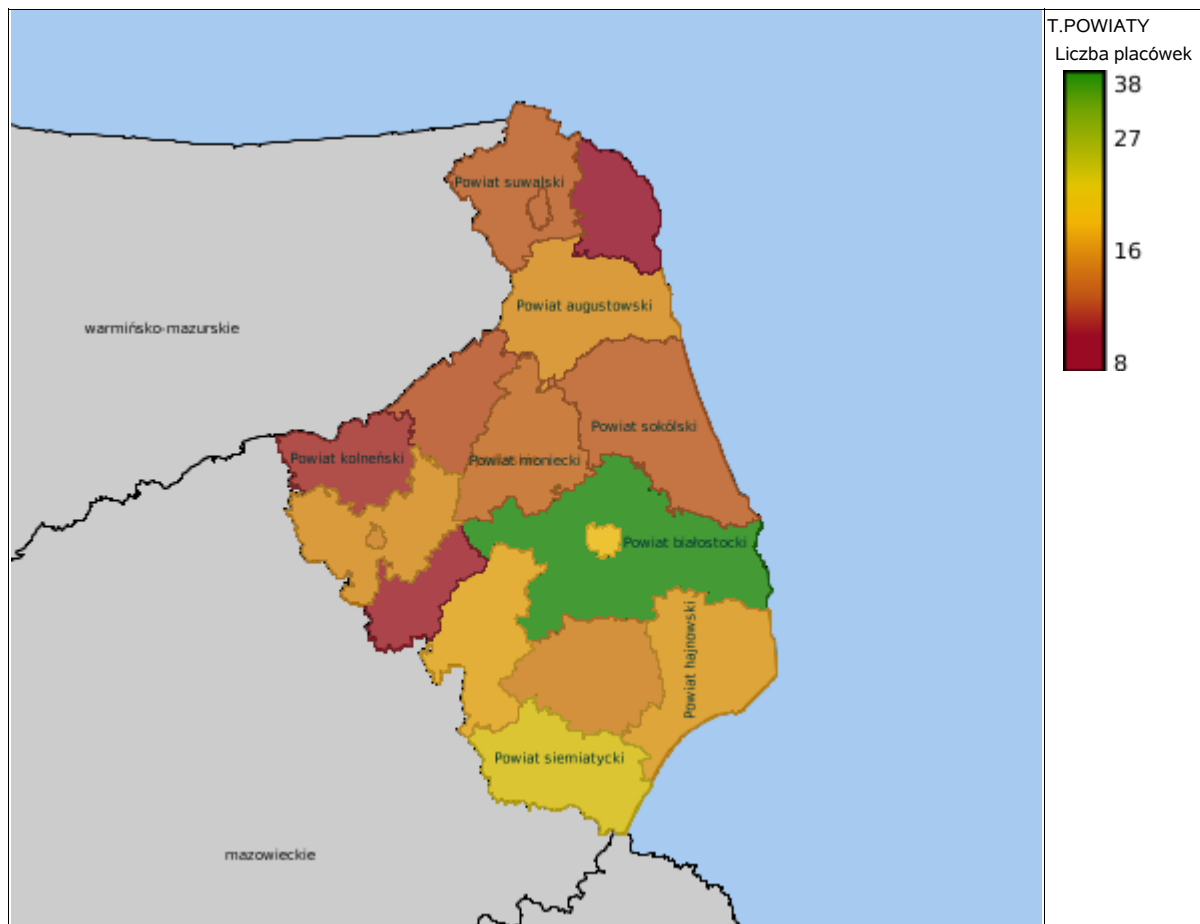 T.POWIATY
Liczba placówek
38
27
16
8
Powiat suwalski
Powiat augustowski
warmińsko-mazurskie
Powiat sokólski
Powiat kolneński
Powiat moniecki
Powiat białostocki
Powiat hajnowski
Powiat siemiatycki
mazowieckie